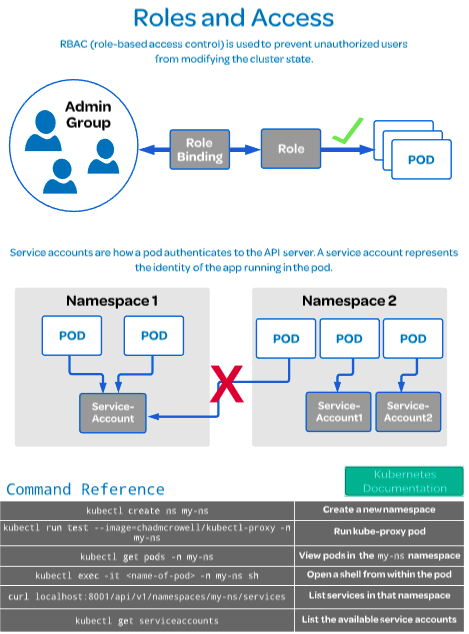 Roles and Access
RBAC (role-based access control) is used to prevent unauthorized users
from modifying the cluster state.
Admin
Group
Role
Binding
Role
POD
Service accounts are how a pod authenticates to the API server. A service account represents
the identity of the app running in the pod.
Namespace 1
Namespace 2
POD
POD
POD
POD
POD
X
Service-
Account
Service-
Account1
Service-
Account2
Kubernetes
Documentation
Command Reference
kubectl create ns my-ns
Create a new namespace
kubectl run test --image=chadmcrowell/kubectl-proxy -n
my-ns
Run kube-proxy pod
kubectl get pods -n my-ns
View pods in the my-ns namespace
kubectl exec -it <name-of-pod> -n my-ns sh
Open a shell from within the pod
curl localhost:8001/api/v1/namespaces/my-ns/services
List services in that namespace
kubectl get serviceaccounts
List the available service accounts